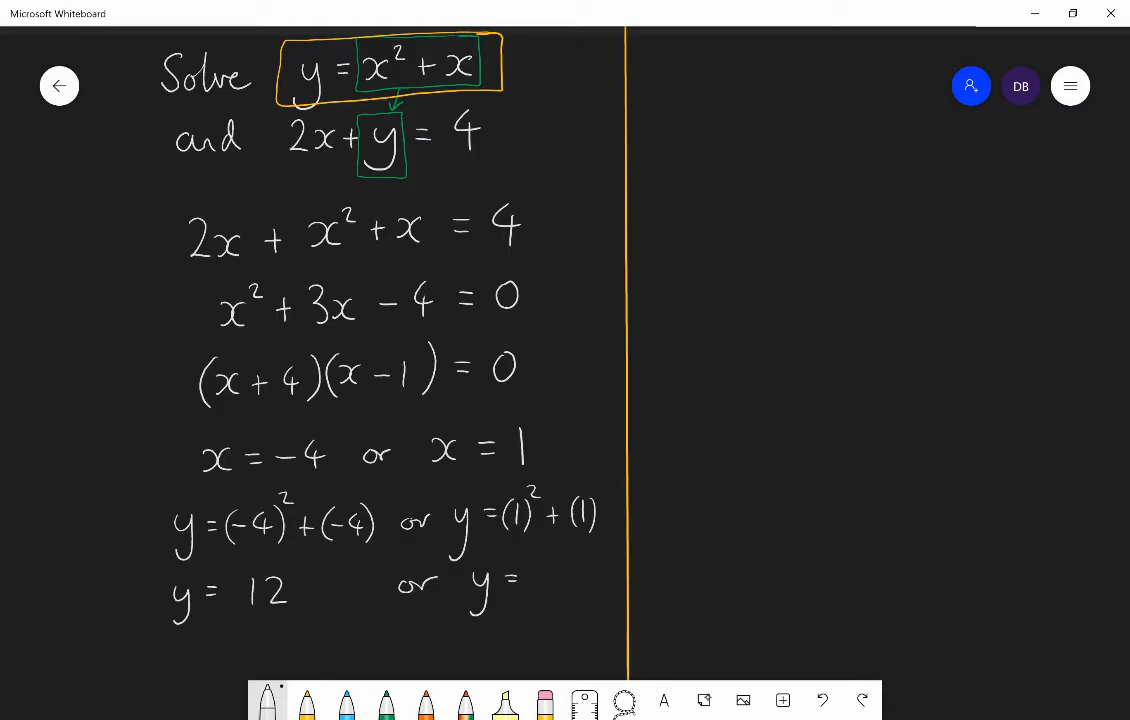 Microsoft Whiteboard
Solve y = x² + x
DB
and 2x + y = 4
2x + x² + x = 4
x² + 3x - 4 = 0
(x + 4)(x - 1) = 0
x = -4 or x = 1
y = (-4)² + (-4) or y = (1)² + (1)
y = 12 or y =
A